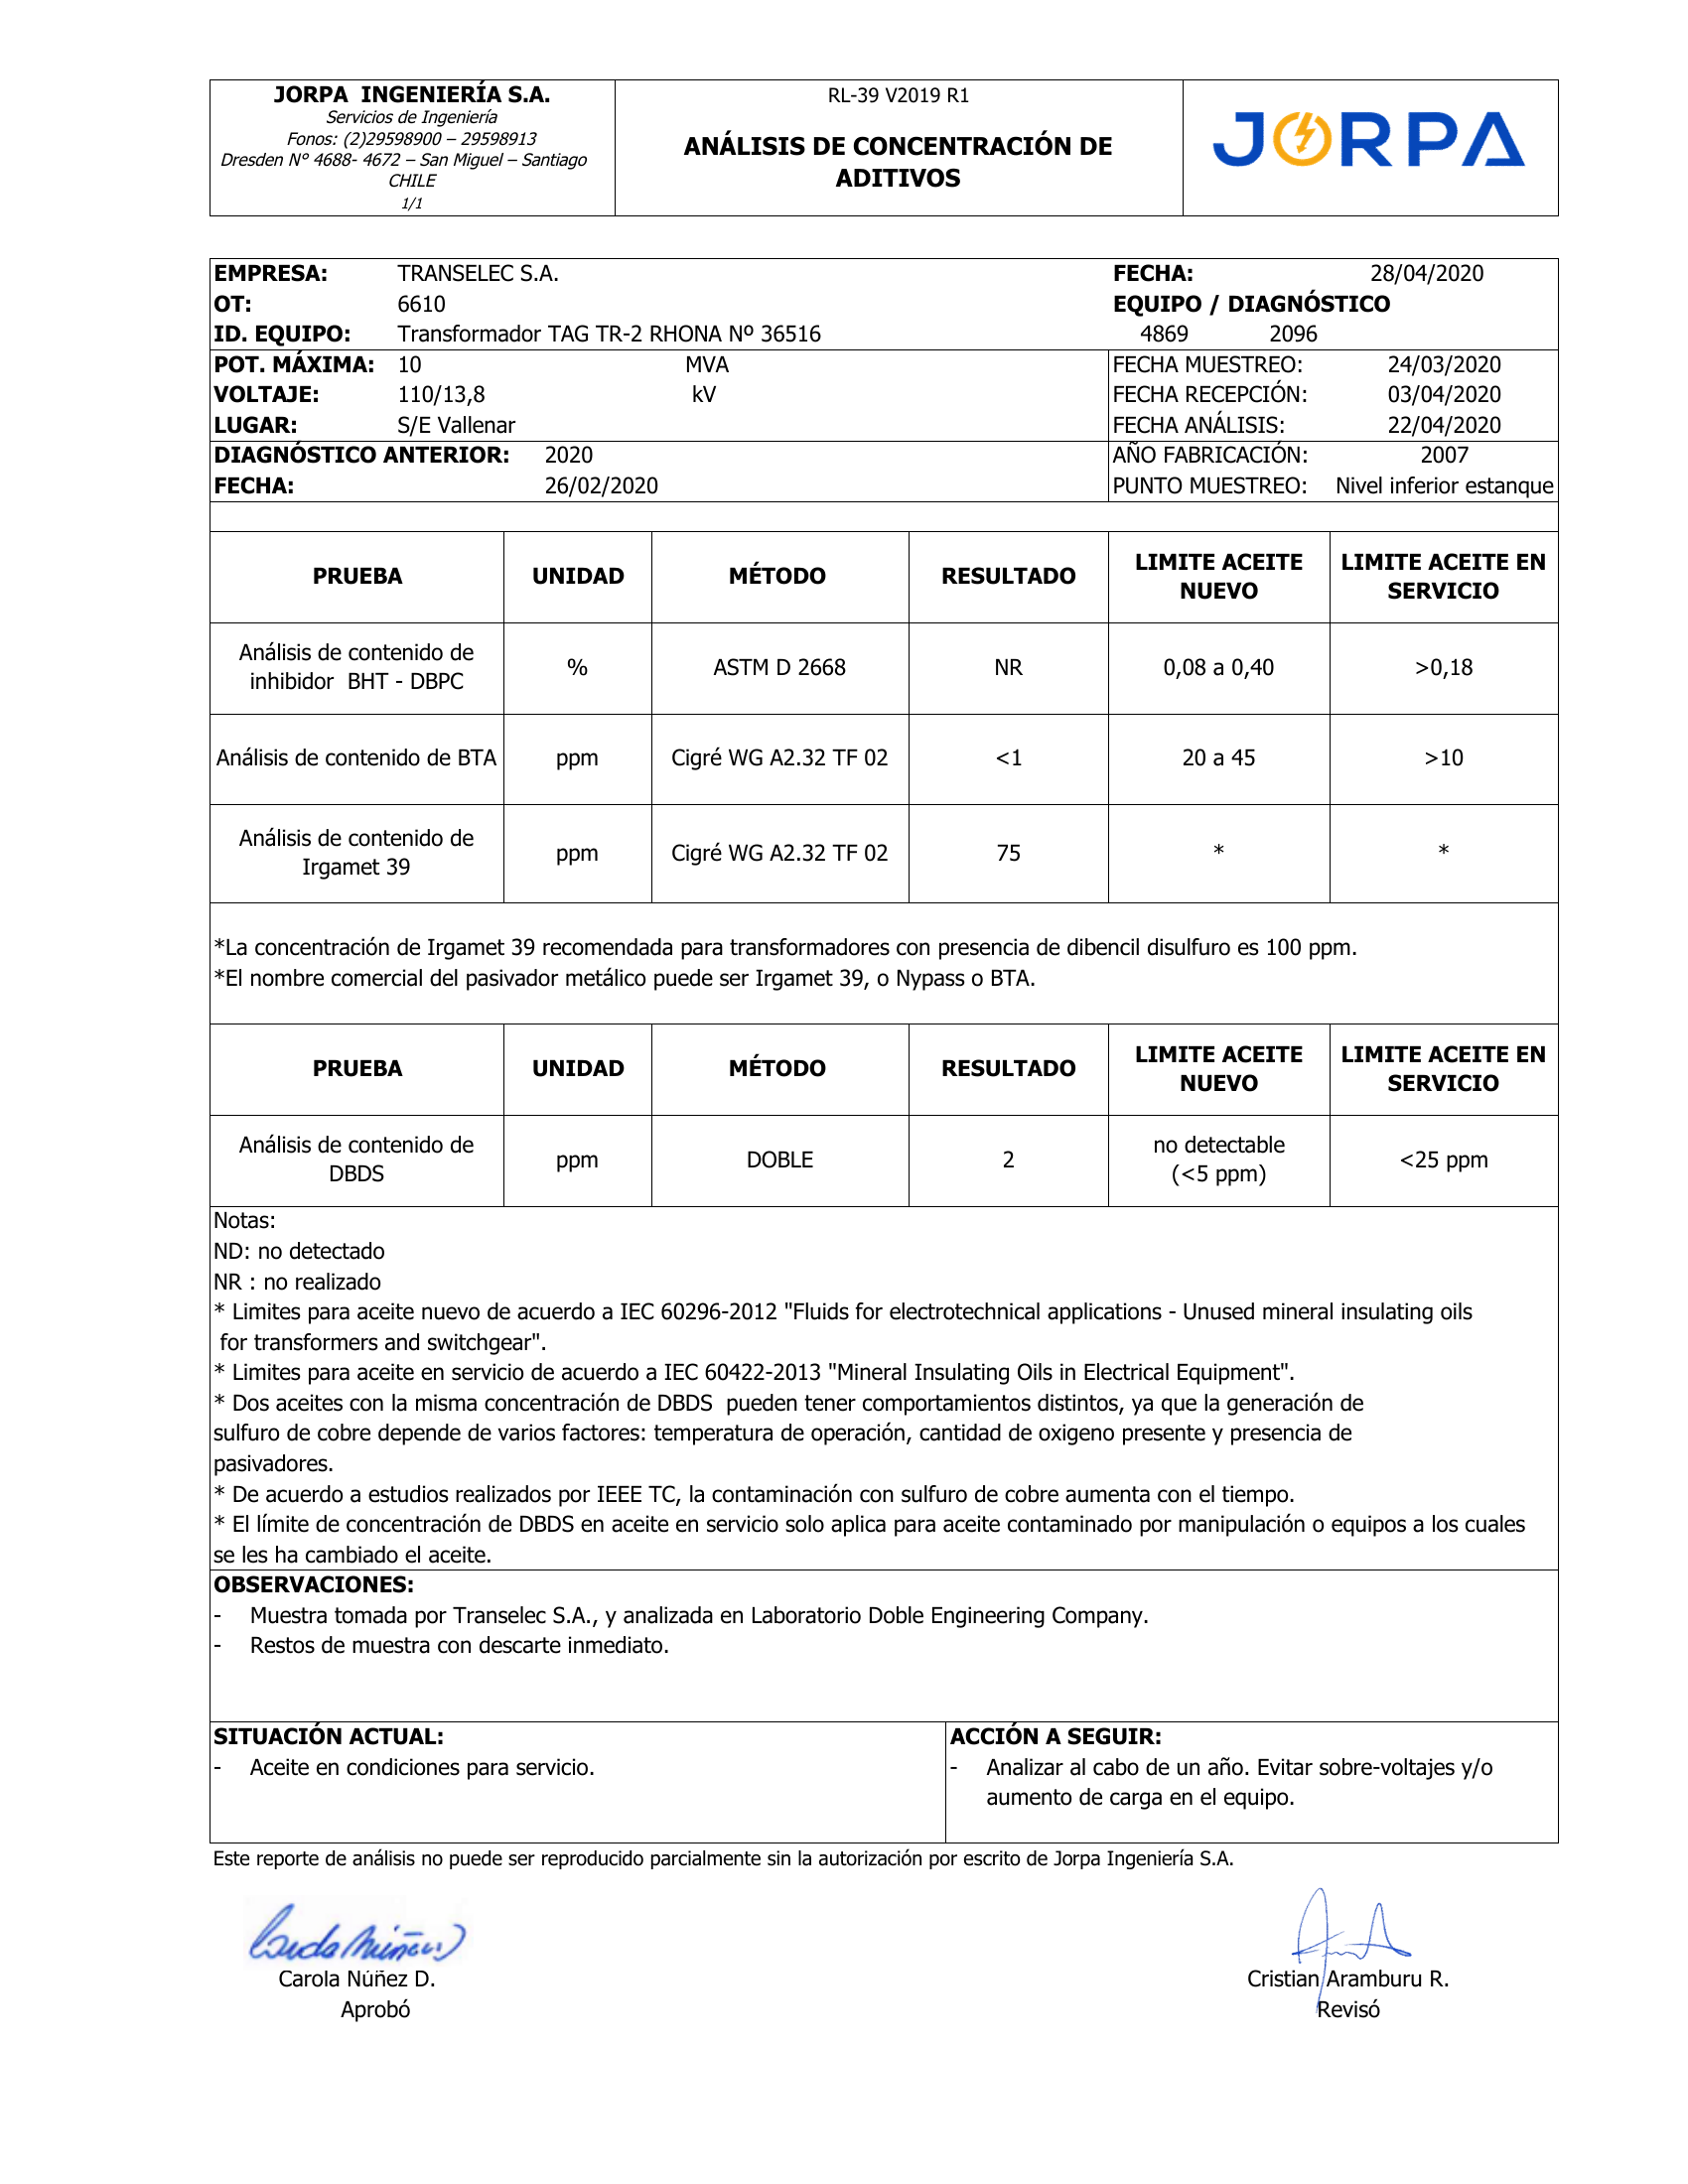 JORPA INGENIERÍA S.A.
Servicios de Ingeniería
Fonos: (2)29598900 – 29598913
Dresden N° 4688- 4672 – San Miguel – Santiago
CHILE
1/1
RL-39 V2019 R1
ANÁLISIS DE CONCENTRACIÓN DE
ADITIVOS
JORPA
EMPRESA: TRANSELEC S.A. FECHA: 28/04/2020
OT: 6610 EQUIPO / DIAGNÓSTICO
ID. EQUIPO: Transformador TAG TR-2 RHONA Nº 36516 4869 2096
POT. MÁXIMA: 10 MVA FECHA MUESTREO: 24/03/2020
VOLTAJE: 110/13,8 kV FECHA RECEPCIÓN: 03/04/2020
LUGAR: S/E Vallenar FECHA ANÁLISIS: 22/04/2020
DIAGNÓSTICO ANTERIOR: 2020 AÑO FABRICACIÓN: 2007
FECHA: 26/02/2020 PUNTO MUESTREO: Nivel inferior estanque
PRUEBA UNIDAD MÉTODO RESULTADO LIMITE ACEITE NUEVO LIMITE ACEITE EN SERVICIO
Análisis de contenido de inhibidor BHT - DBPC % ASTM D 2668 NR 0,08 a 0,40 >0,18
Análisis de contenido de BTA ppm Cigré WG A2.32 TF 02 <1 20 a 45 >10
Análisis de contenido de Irgamet 39 ppm Cigré WG A2.32 TF 02 75 * *
*La concentración de Irgamet 39 recomendada para transformadores con presencia de dibencil disulfuro es 100 ppm.
*El nombre comercial del pasivador metálico puede ser Irgamet 39, o Nypass o BTA.
PRUEBA UNIDAD MÉTODO RESULTADO LIMITE ACEITE NUEVO LIMITE ACEITE EN SERVICIO
Análisis de contenido de DBDS ppm DOBLE 2 no detectable (<5 ppm) <25 ppm
Notas:
ND: no detectado
NR : no realizado
* Limites para aceite nuevo de acuerdo a IEC 60296-2012 "Fluids for electrotechnical applications - Unused mineral insulating oils
for transformers and switchgear".
* Limites para aceite en servicio de acuerdo a IEC 60422-2013 "Mineral Insulating Oils in Electrical Equipment".
* Dos aceites con la misma concentración de DBDS pueden tener comportamientos distintos, ya que la generación de
sulfuro de cobre depende de varios factores: temperatura de operación, cantidad de oxigeno presente y presencia de
pasivadores.
* De acuerdo a estudios realizados por IEEE TC, la contaminación con sulfuro de cobre aumenta con el tiempo.
* El límite de concentración de DBDS en aceite en servicio solo aplica para aceite contaminado por manipulación o equipos a los cuales
se les ha cambiado el aceite.
OBSERVACIONES:
- Muestra tomada por Transelec S.A., y analizada en Laboratorio Doble Engineering Company.
- Restos de muestra con descarte inmediato.
SITUACIÓN ACTUAL:
- Aceite en condiciones para servicio.
ACCIÓN A SEGUIR:
- Analizar al cabo de un año. Evitar sobre-voltajes y/o
aumento de carga en el equipo.
Este reporte de análisis no puede ser reproducido parcialmente sin la autorización por escrito de Jorpa Ingeniería S.A.
Carola Núñez D.
Aprobó
Cristian Aramburu R.
Revisó